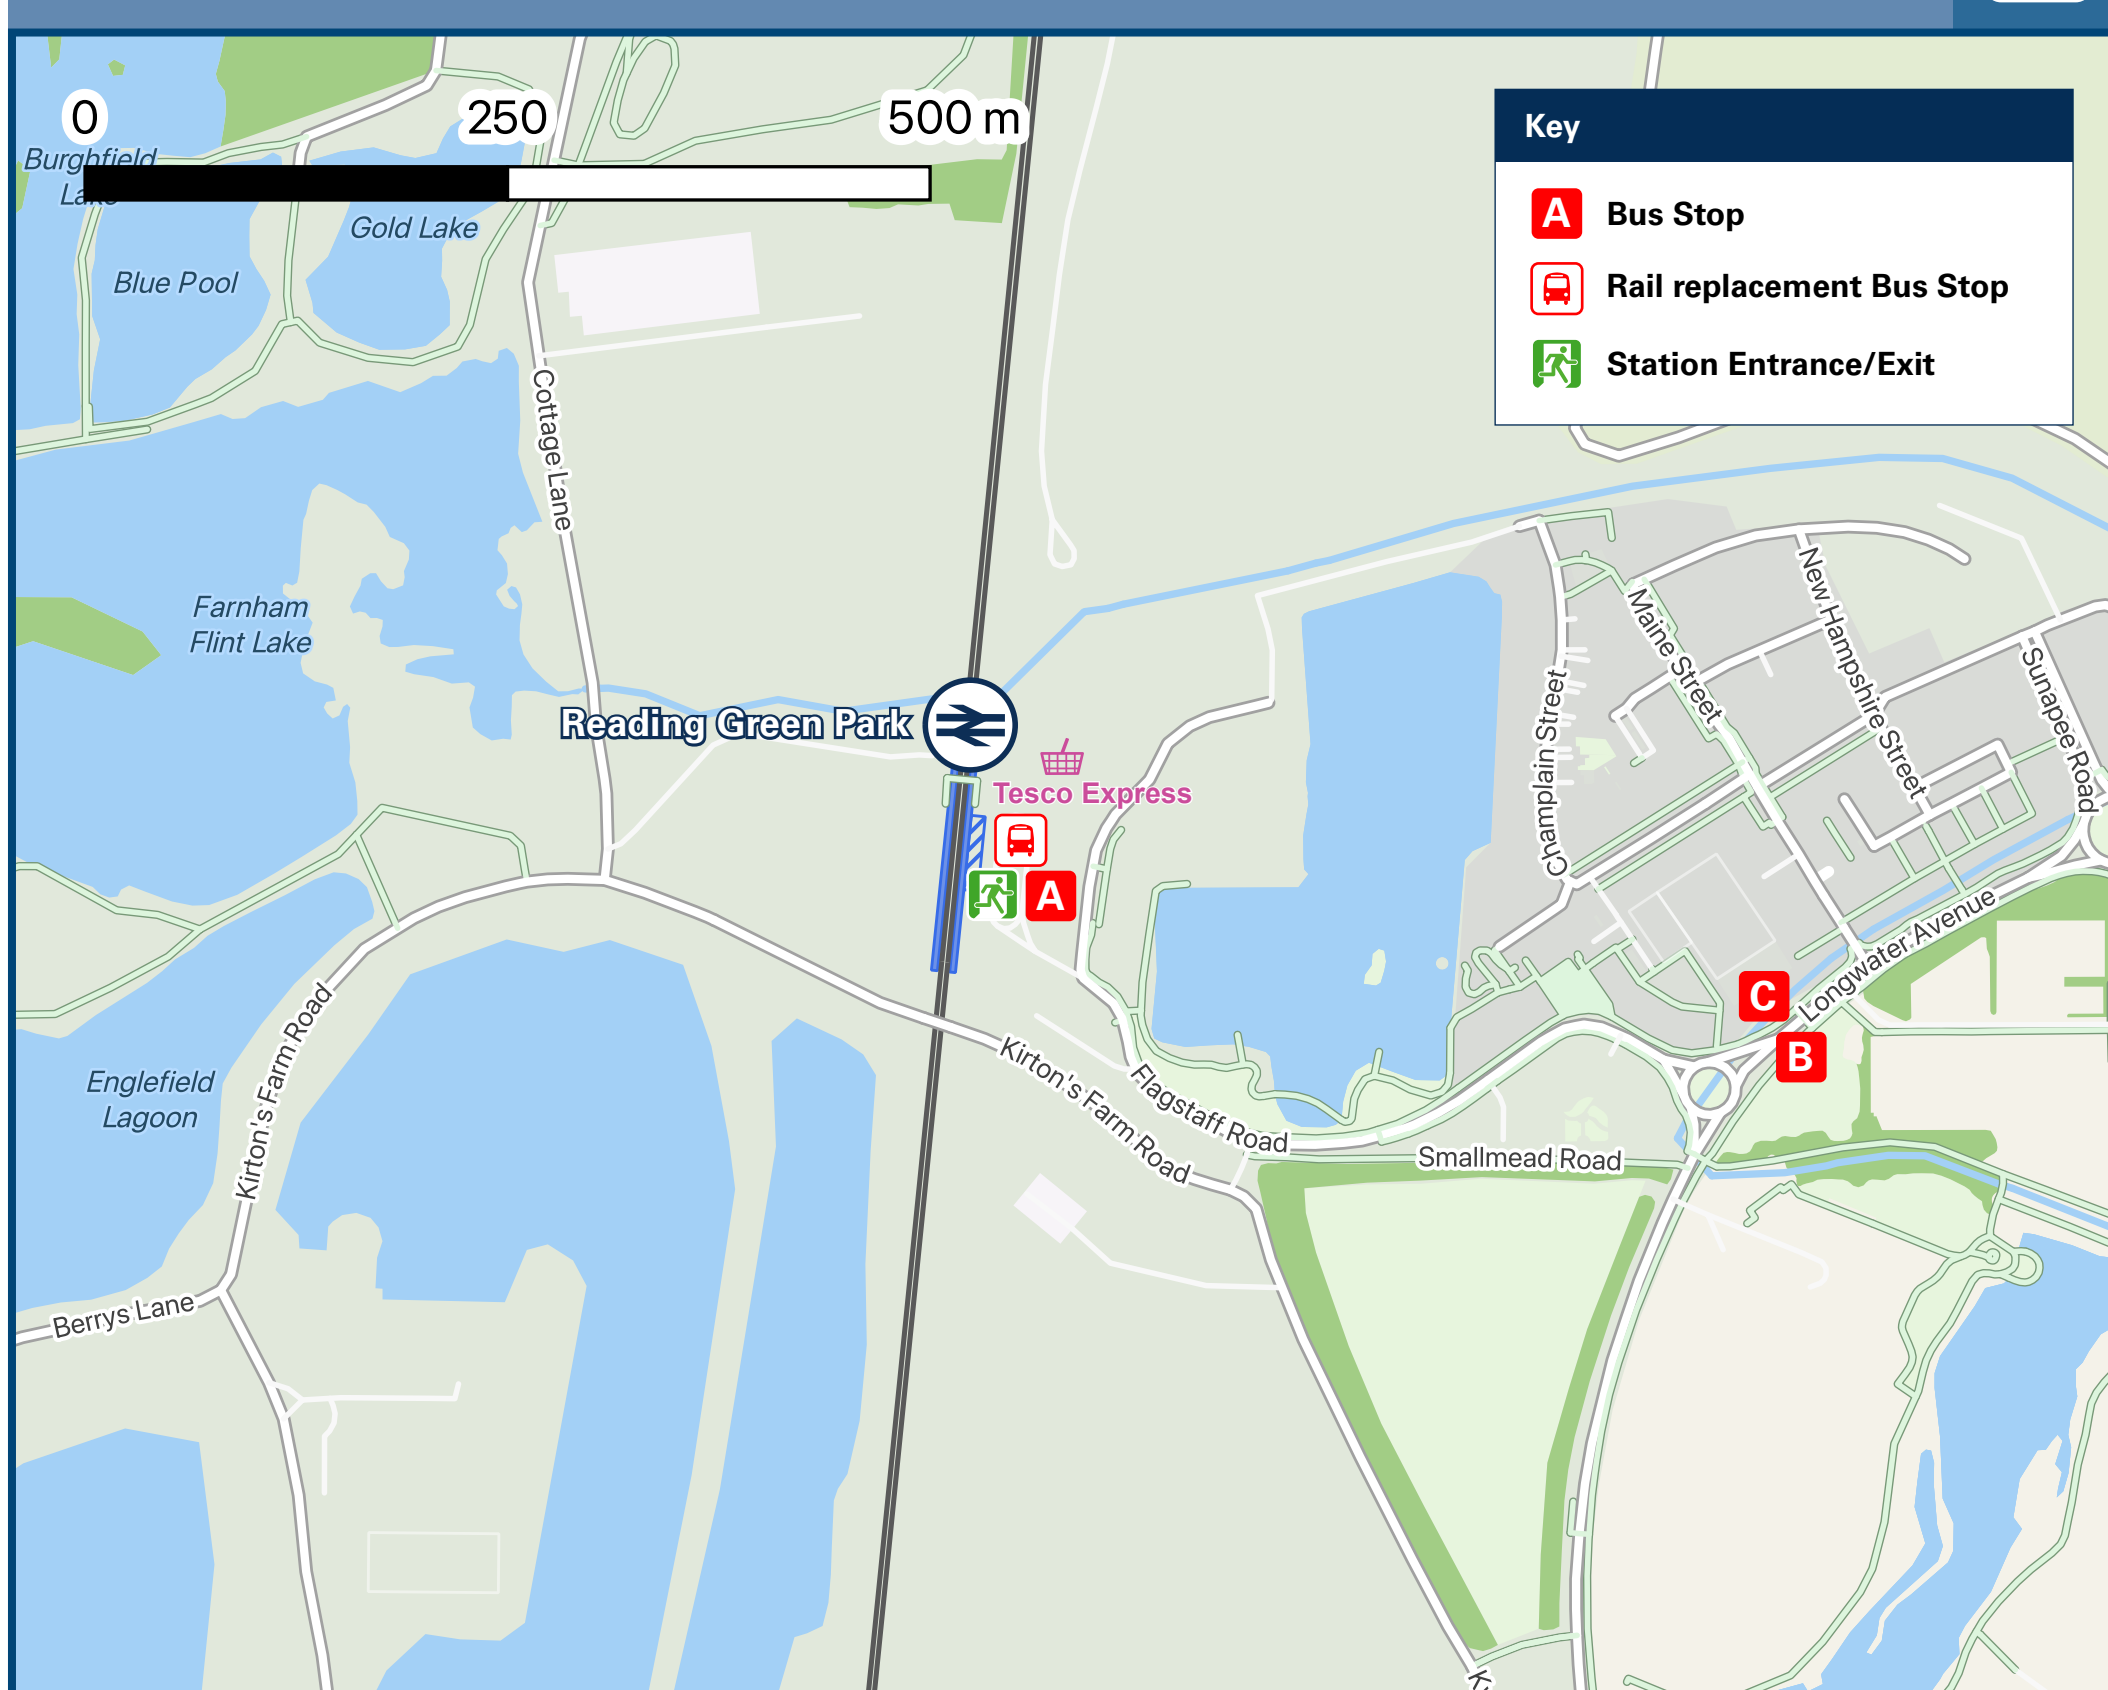 0 250 500 m
Key
A Bus Stop
Rail replacement Bus Stop
Station Entrance/Exit
Burghfield
Lake
Gold Lake
Blue Pool
Cottage Lane
Farnham
Flint Lake
Reading Green Park
Tesco Express
A
Champlain Street
Maine Street
New Hampshire Street
Sunapee Road
Longwater Avenue
C
B
Kirton's Farm Road
Englefield
Lagoon
Kirton's Farm Road
Flagstaff Road
Smallmead Road
Berrys Lane